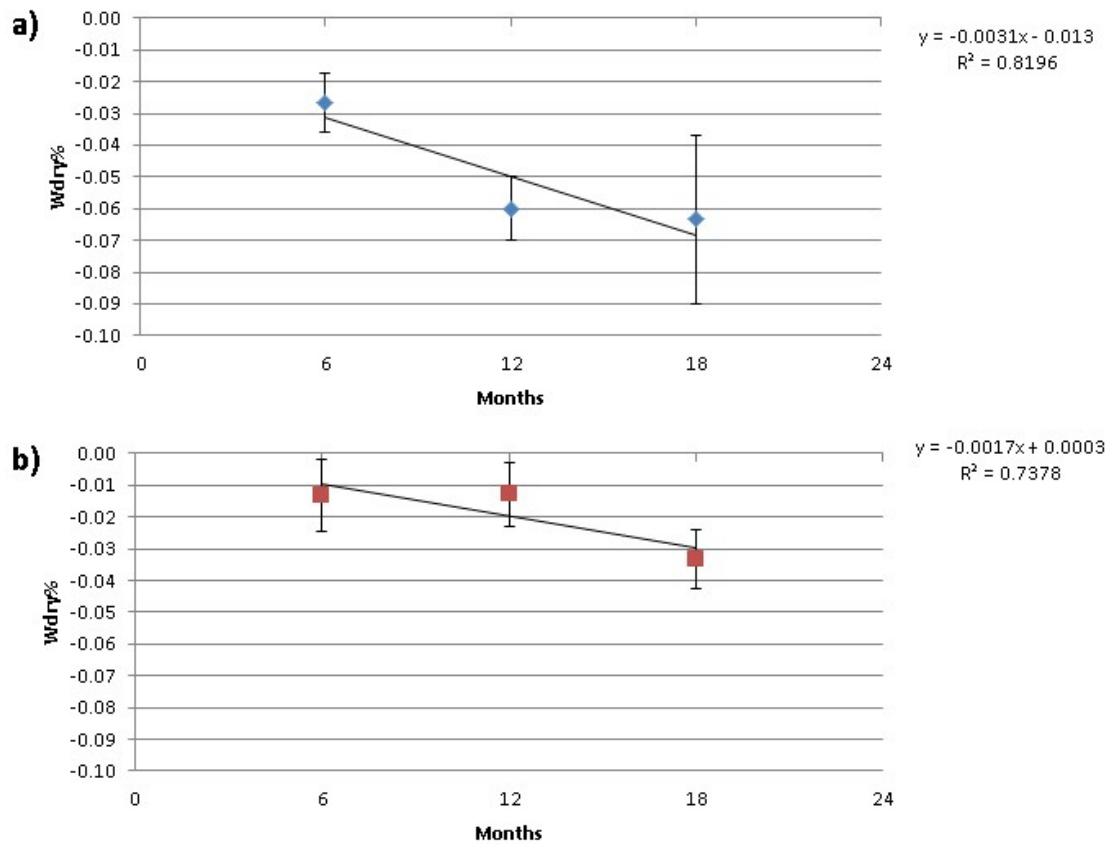 a)
0.00
-0.01
-0.02
-0.03
-0.04
-0.05
-0.06
-0.07
-0.08
-0.09
-0.10
Wdry%
0 6 12 18 24
Months
y = -0.0031x - 0.013
R² = 0.8196
b)
0.00
-0.01
-0.02
-0.03
-0.04
-0.05
-0.06
-0.07
-0.08
-0.09
-0.10
Wdry%
0 6 12 18 24
Months
y = -0.0017x + 0.0003
R² = 0.7378